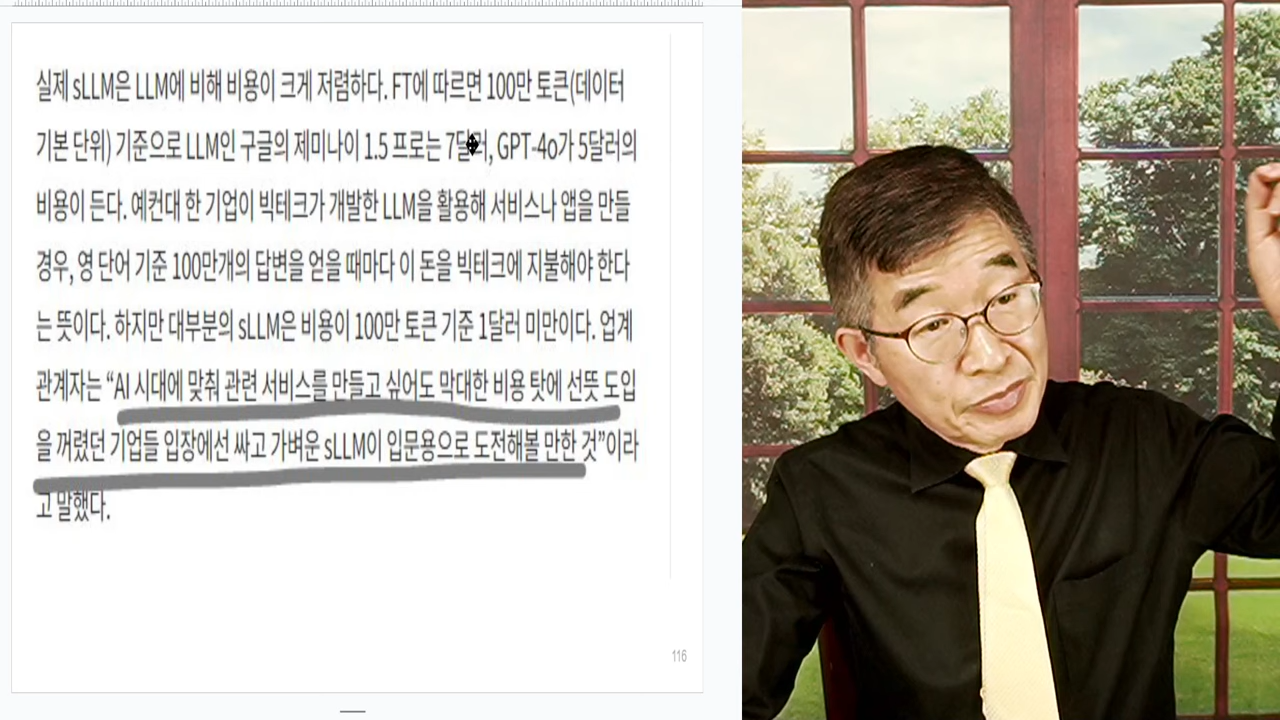 실제 sLLM은 LLM에 비해 비용이 크게 저렴하다. FT에 따르면 100만 토큰(데이터
기본 단위) 기준으로 LLM인 구글의 제미나이 1.5 프로는 7달러, GPT-4o가 5달러의
비용이 든다. 예컨대 한 기업이 빅테크가 개발한 LLM을 활용해 서비스나 앱을 만들
경우, 영 단어 기준 100만개의 답변을 얻을 때마다 이 돈을 빅테크에 지불해야 한다
는 뜻이다. 하지만 대부분의 sLLM은 비용이 100만 토큰 기준 1달러 미만이다. 업계
관계자는 “AI 시대에 맞춰 관련 서비스를 만들고 싶어도 막대한 비용 탓에 선뜻 도입
을 꺼렸던 기업들 입장에선 싸고 가벼운 sLLM이 입문용으로 도전해볼 만한 것”이라
고 말했다.
116